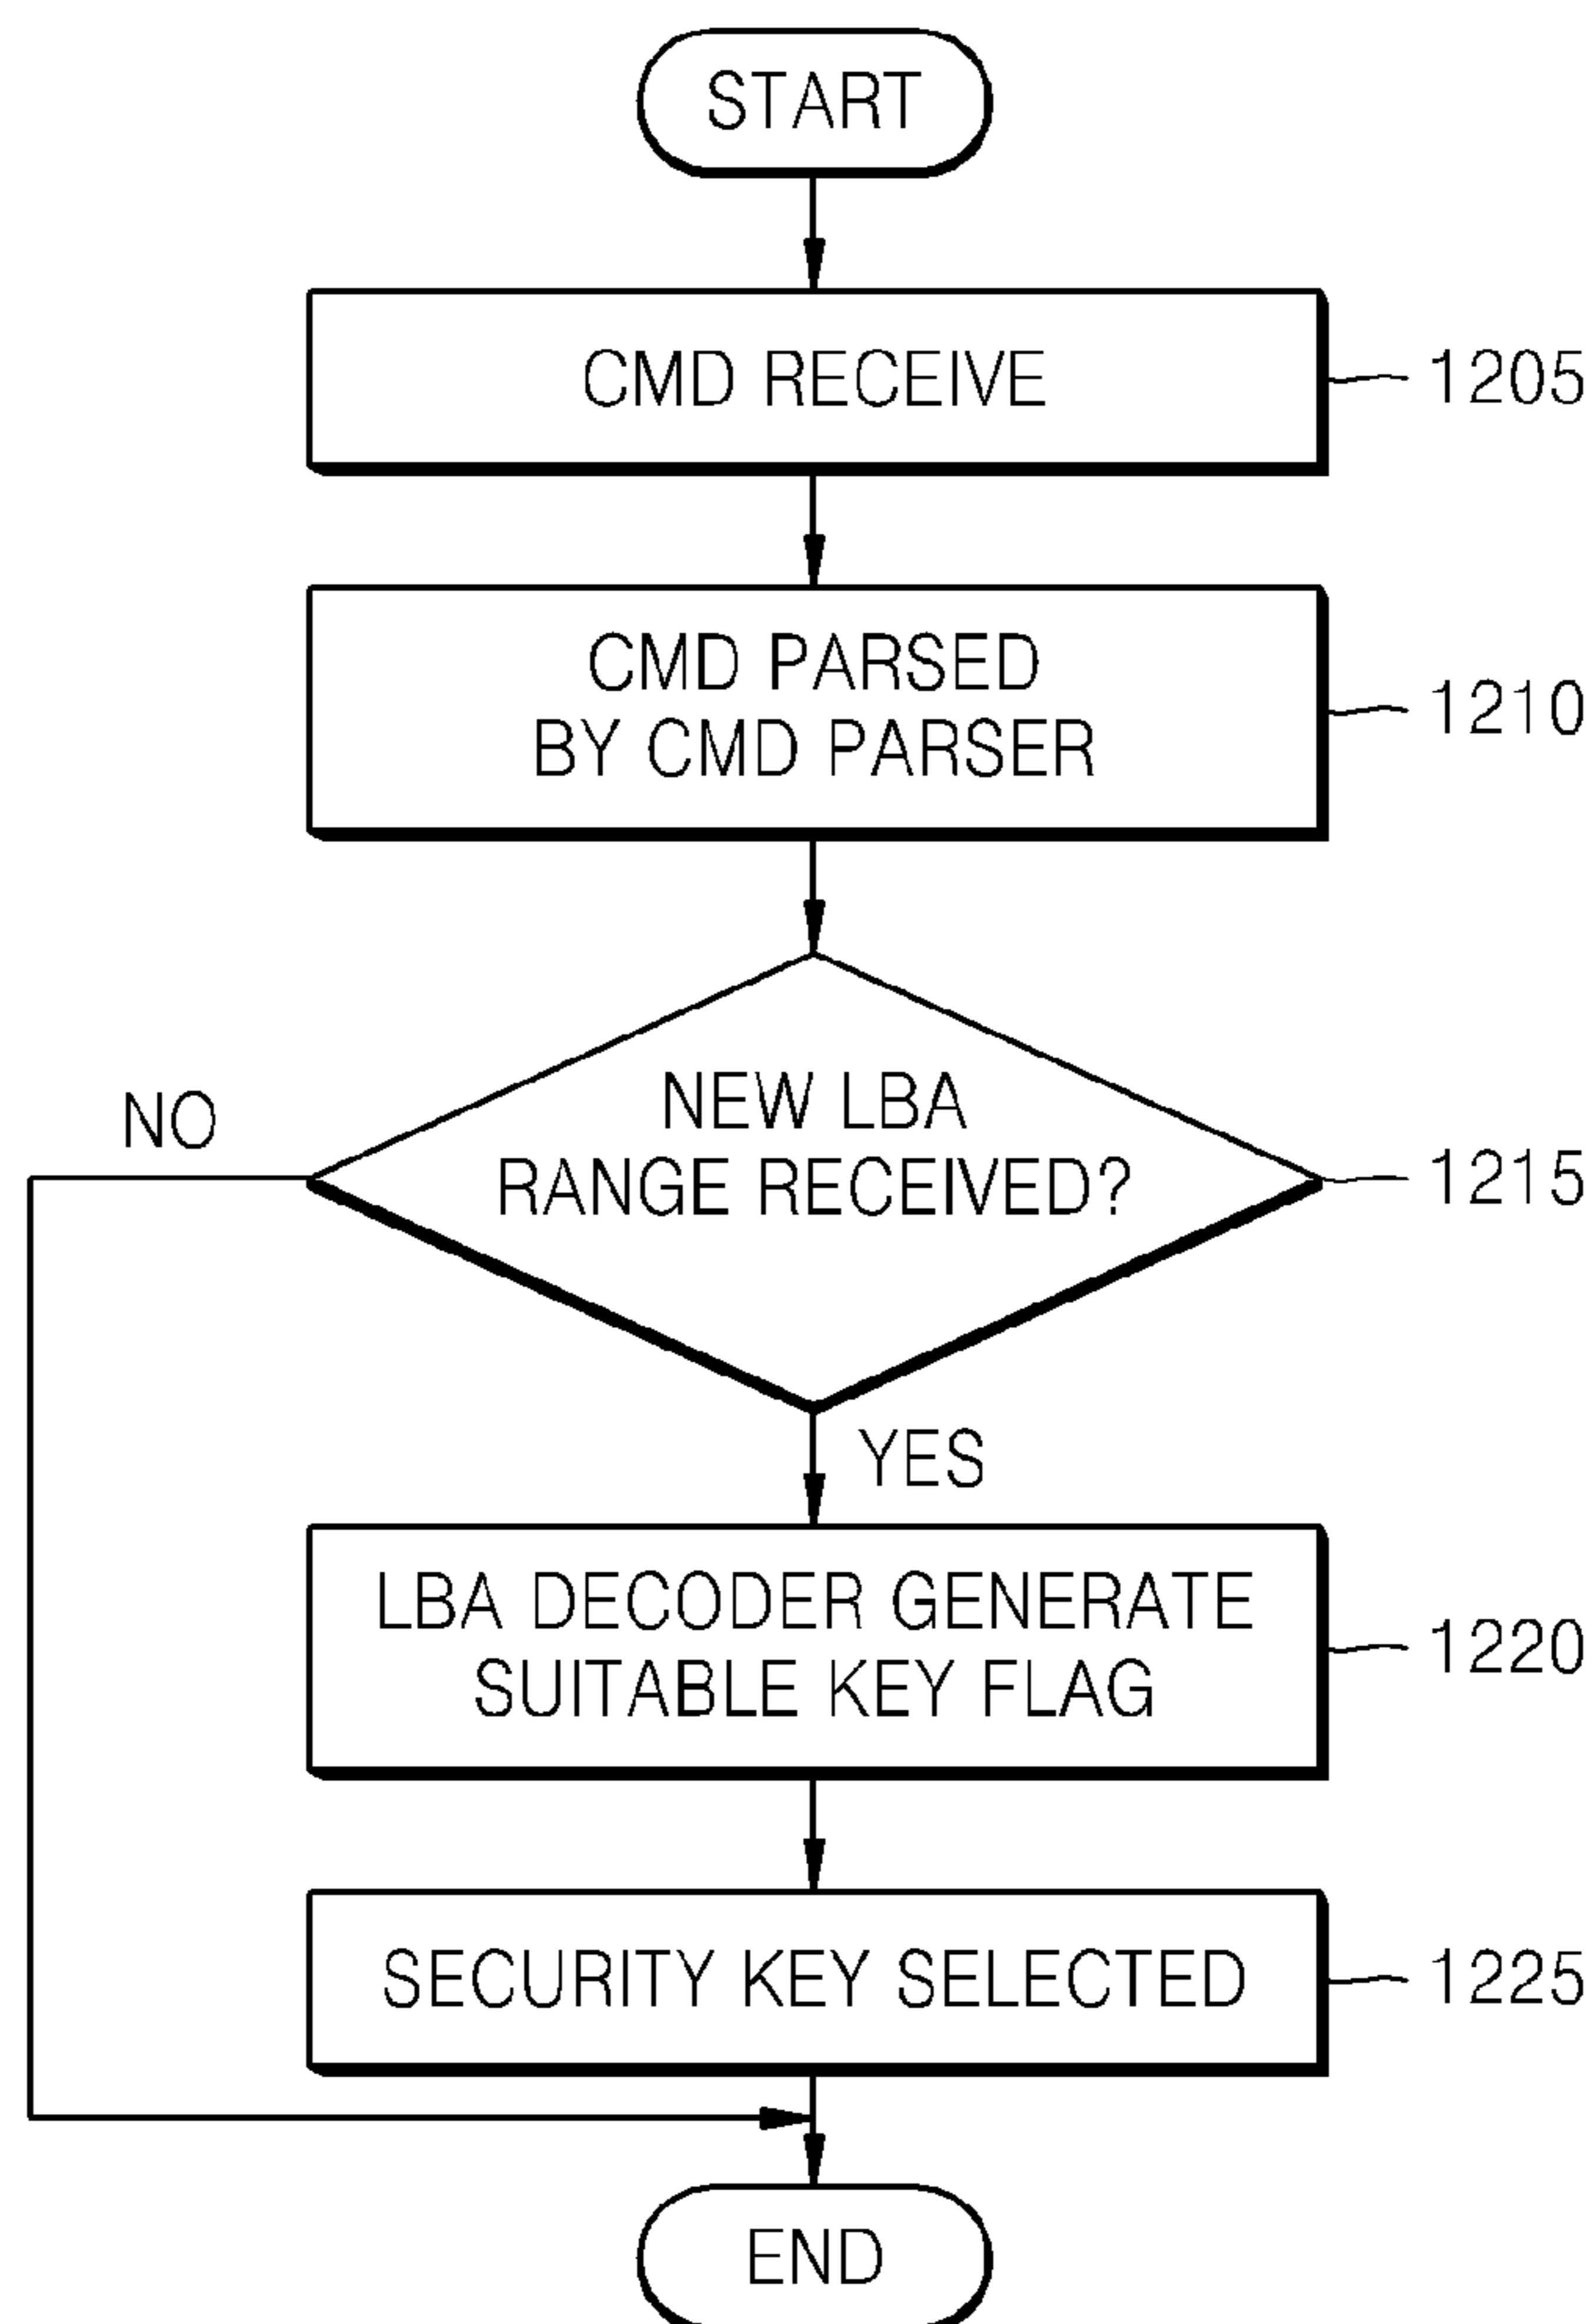 START
CMD RECEIVE
1205
CMD PARSED
BY CMD PARSER
1210
NEW LBA
RANGE RECEIVED?
1215
NO
YES
LBA DECODER GENERATE
SUITABLE KEY FLAG
1220
SECURITY KEY SELECTED
1225
END